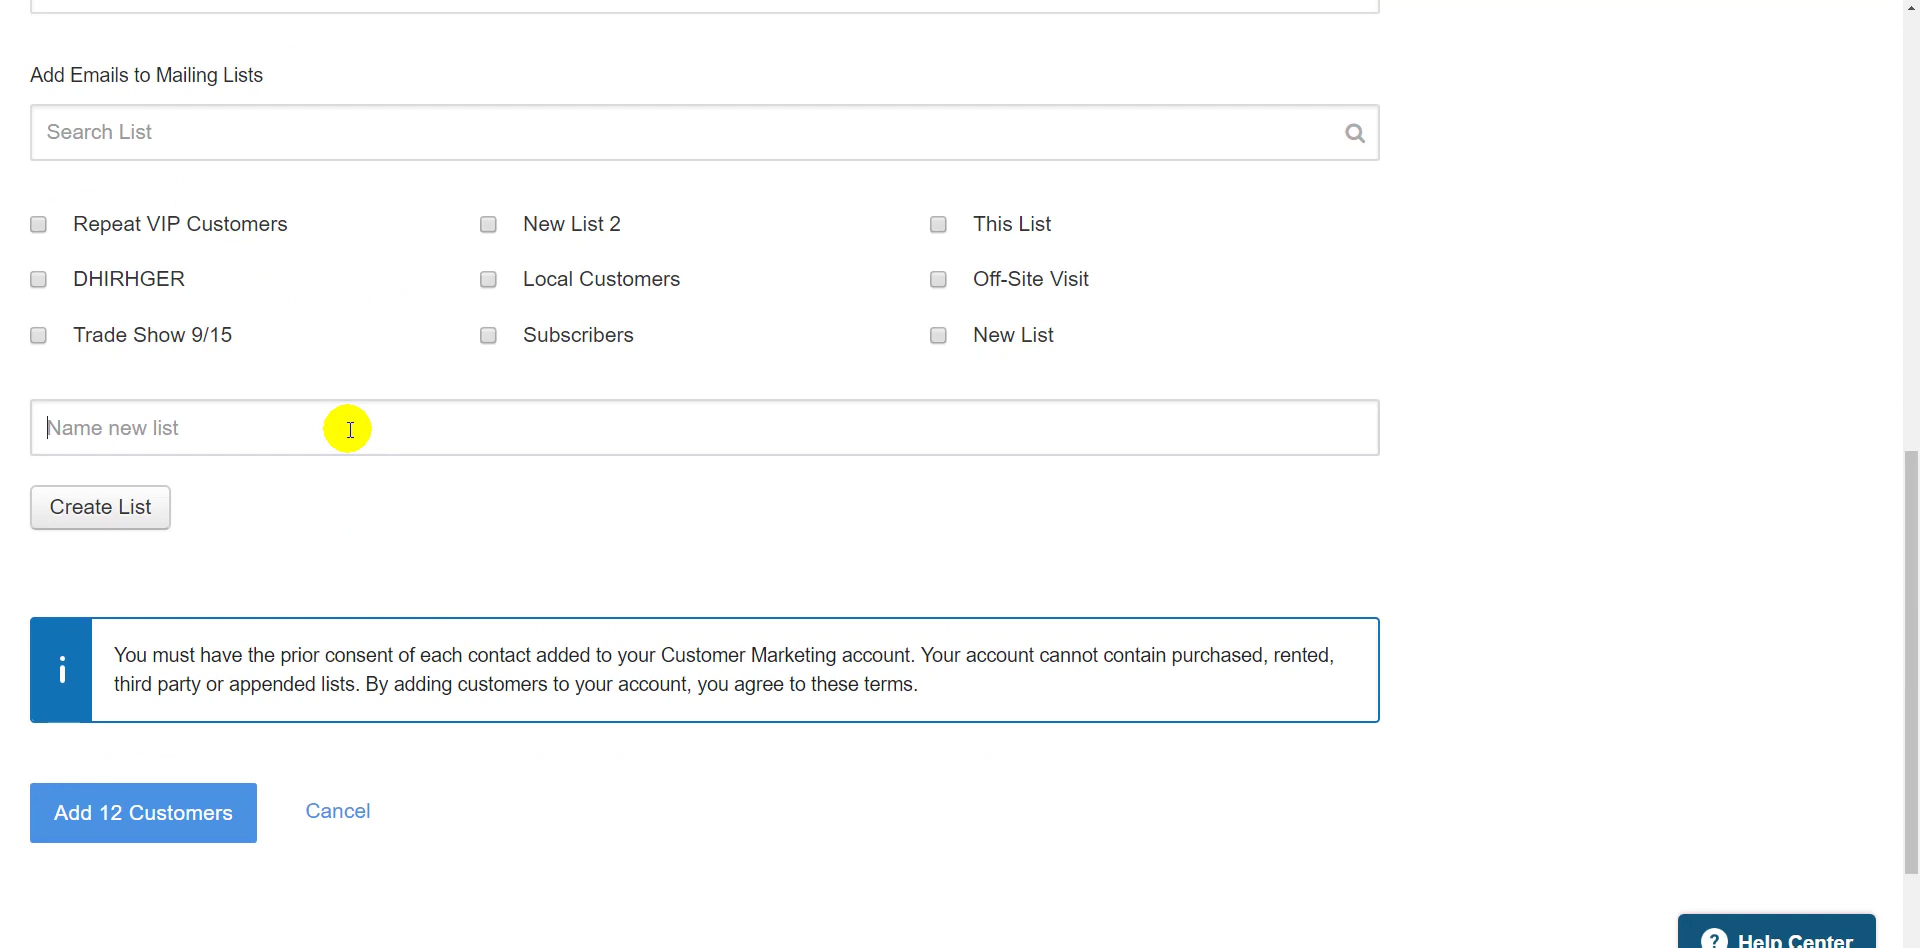 Add Emails to Mailing Lists
Search List
Repeat VIP Customers
New List 2
This List
DHIRHGER
Local Customers
Off-Site Visit
Trade Show 9/15
Subscribers
New List
Name new list
Create List
You must have the prior consent of each contact added to your Customer Marketing account. Your account cannot contain purchased, rented,
third party or appended lists. By adding customers to your account, you agree to these terms.
Add 12 Customers
Cancel
Help Center